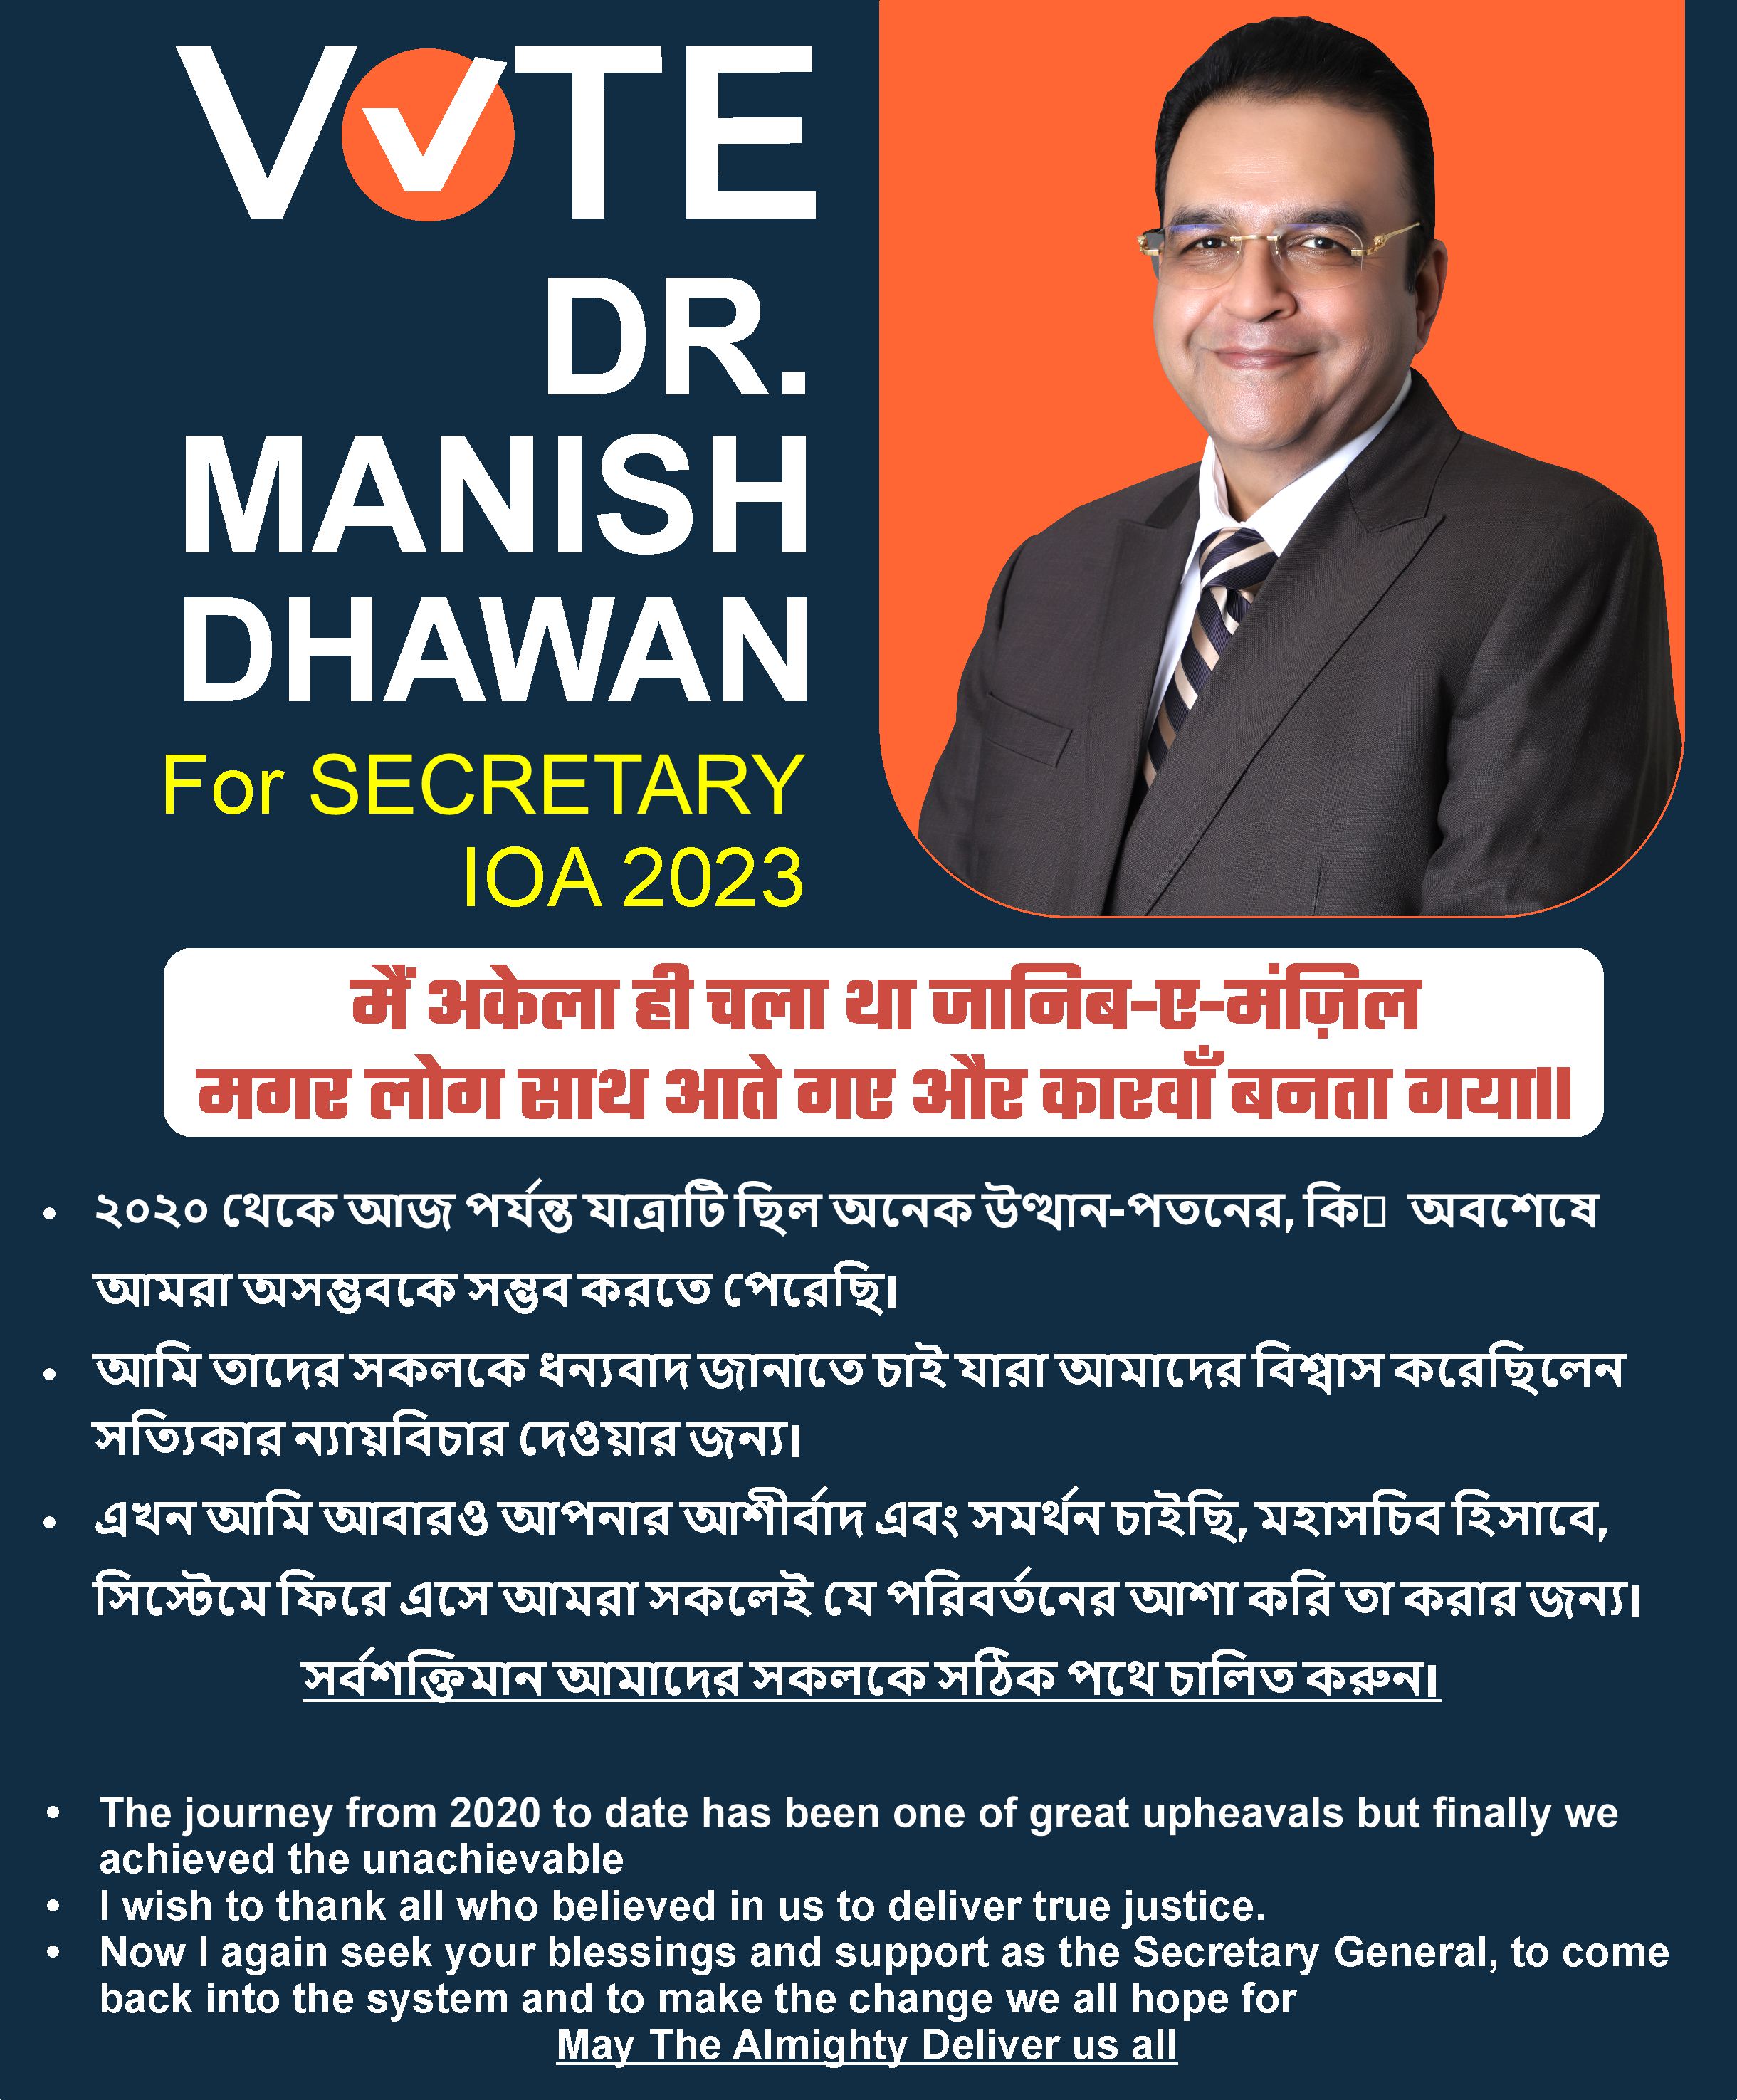 VOTE
DR.
MANISH
DHAWAN
For SECRETARY
IOA 2023
मैं अकेला ही चला था जानिब-ए-मंज़िल
मगर लोग साथ आते गए और कारवाँ बनता गया॥
• ২০২০ থেকে আজ পর্যন্ত যাত্রাটি ছিল অনেক উত্থান-পতনের, কি▯ অবশেষে
আমরা অসম্ভবকে সম্ভব করতে পেরেছি।
• আমি তাদের সকলকে ধন্যবাদ জানাতে চাই যারা আমাদের বিশ্বাস করেছিলেন
সত্যিকার ন্যায়বিচার দেওয়ার জন্য।
• এখন আমি আবারও আপনার আশীর্বাদ এবং সমর্থন চাইছি, মহাসচিব হিসাবে,
সিস্টেমে ফিরে এসে আমরা সকলেই যে পরিবর্তনের আশা করি তা করার জন্য।
সর্বশক্তিমান আমাদের সকলকে সঠিক পথে চালিত করুন।
• The journey from 2020 to date has been one of great upheavals but finally we
achieved the unachievable
• I wish to thank all who believed in us to deliver true justice.
• Now I again seek your blessings and support as the Secretary General, to come
back into the system and to make the change we all hope for
May The Almighty Deliver us all